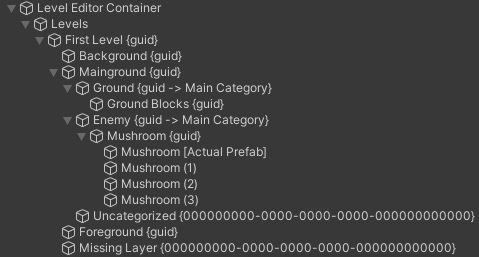 Level Editor Container
Levels
First Level {guid}
Background {guid}
Mainground {guid}
Ground {guid -> Main Category}
Ground Blocks {guid}
Enemy {guid -> Main Category}
Mushroom {guid}
Mushroom [Actual Prefab]
Mushroom (1)
Mushroom (2)
Mushroom (3)
Uncategorized {000000000-0000-0000-0000-000000000000}
Foreground {guid}
Missing Layer {000000000-0000-0000-0000-000000000000}